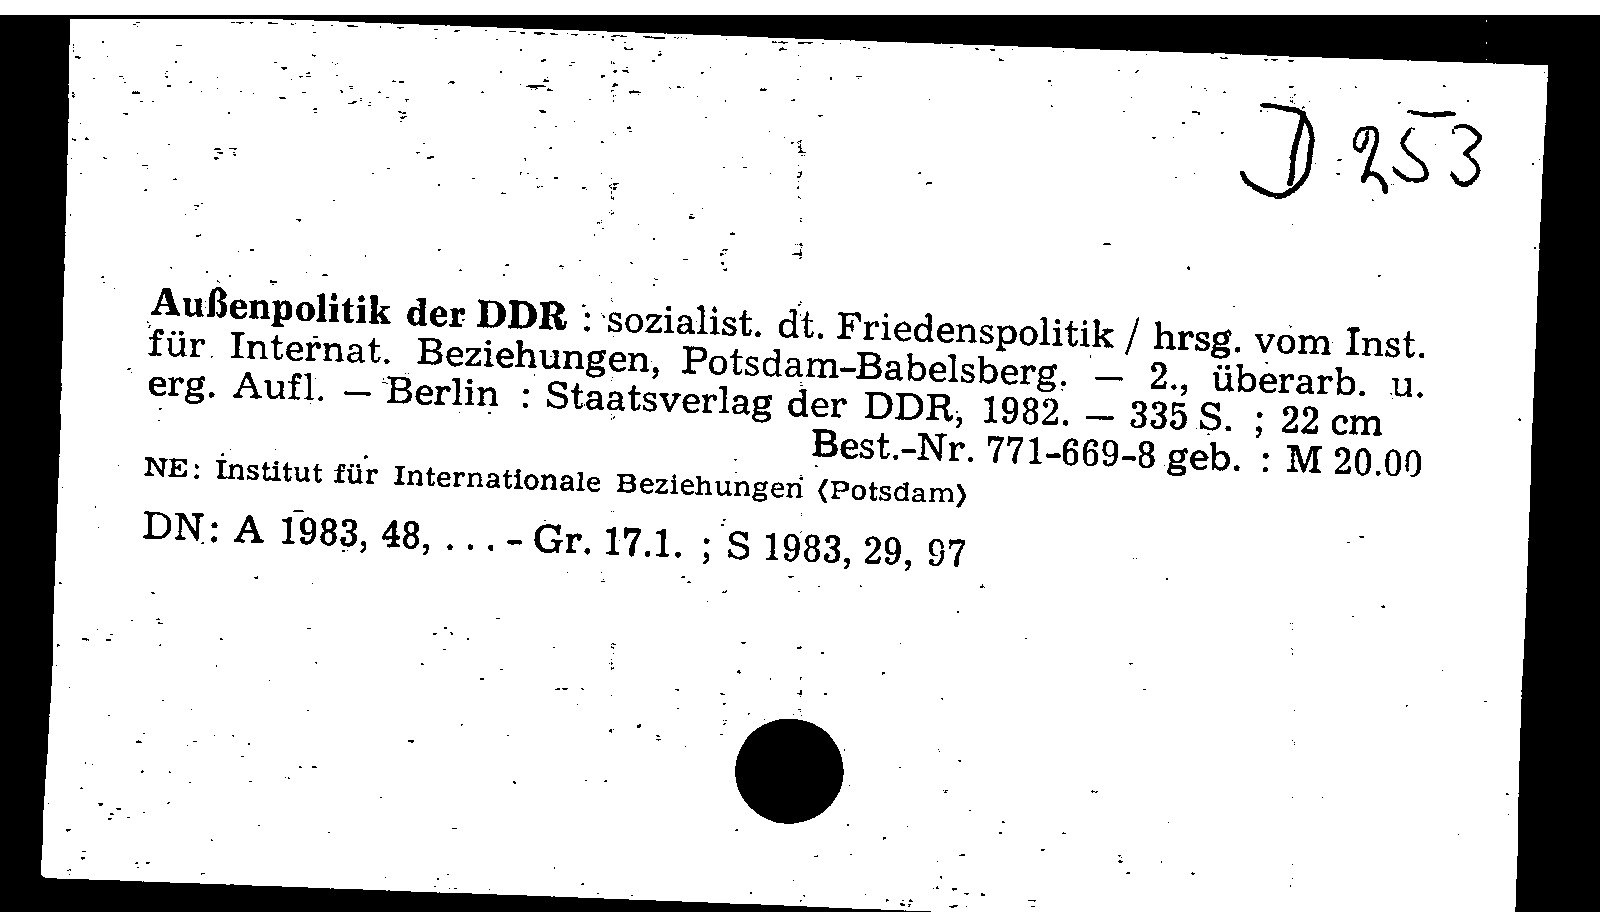 D 253
Außenpolitik der DDR : sozialist. dt. Friedenspolitik / hrsg. vom Inst.
für Internat. Beziehungen, Potsdam-Babelsberg. — 2., überarb. u.
erg. Aufl. — Berlin : Staatsverlag der DDR, 1982. — 335 S. ; 22 cm
Best.-Nr. 771-669-8 geb. : M 20.00
NE: Institut für Internationale Beziehungen ⟨Potsdam⟩
DN: A 1983, 48, ... - Gr. 17.1. ; S 1983, 29, 97